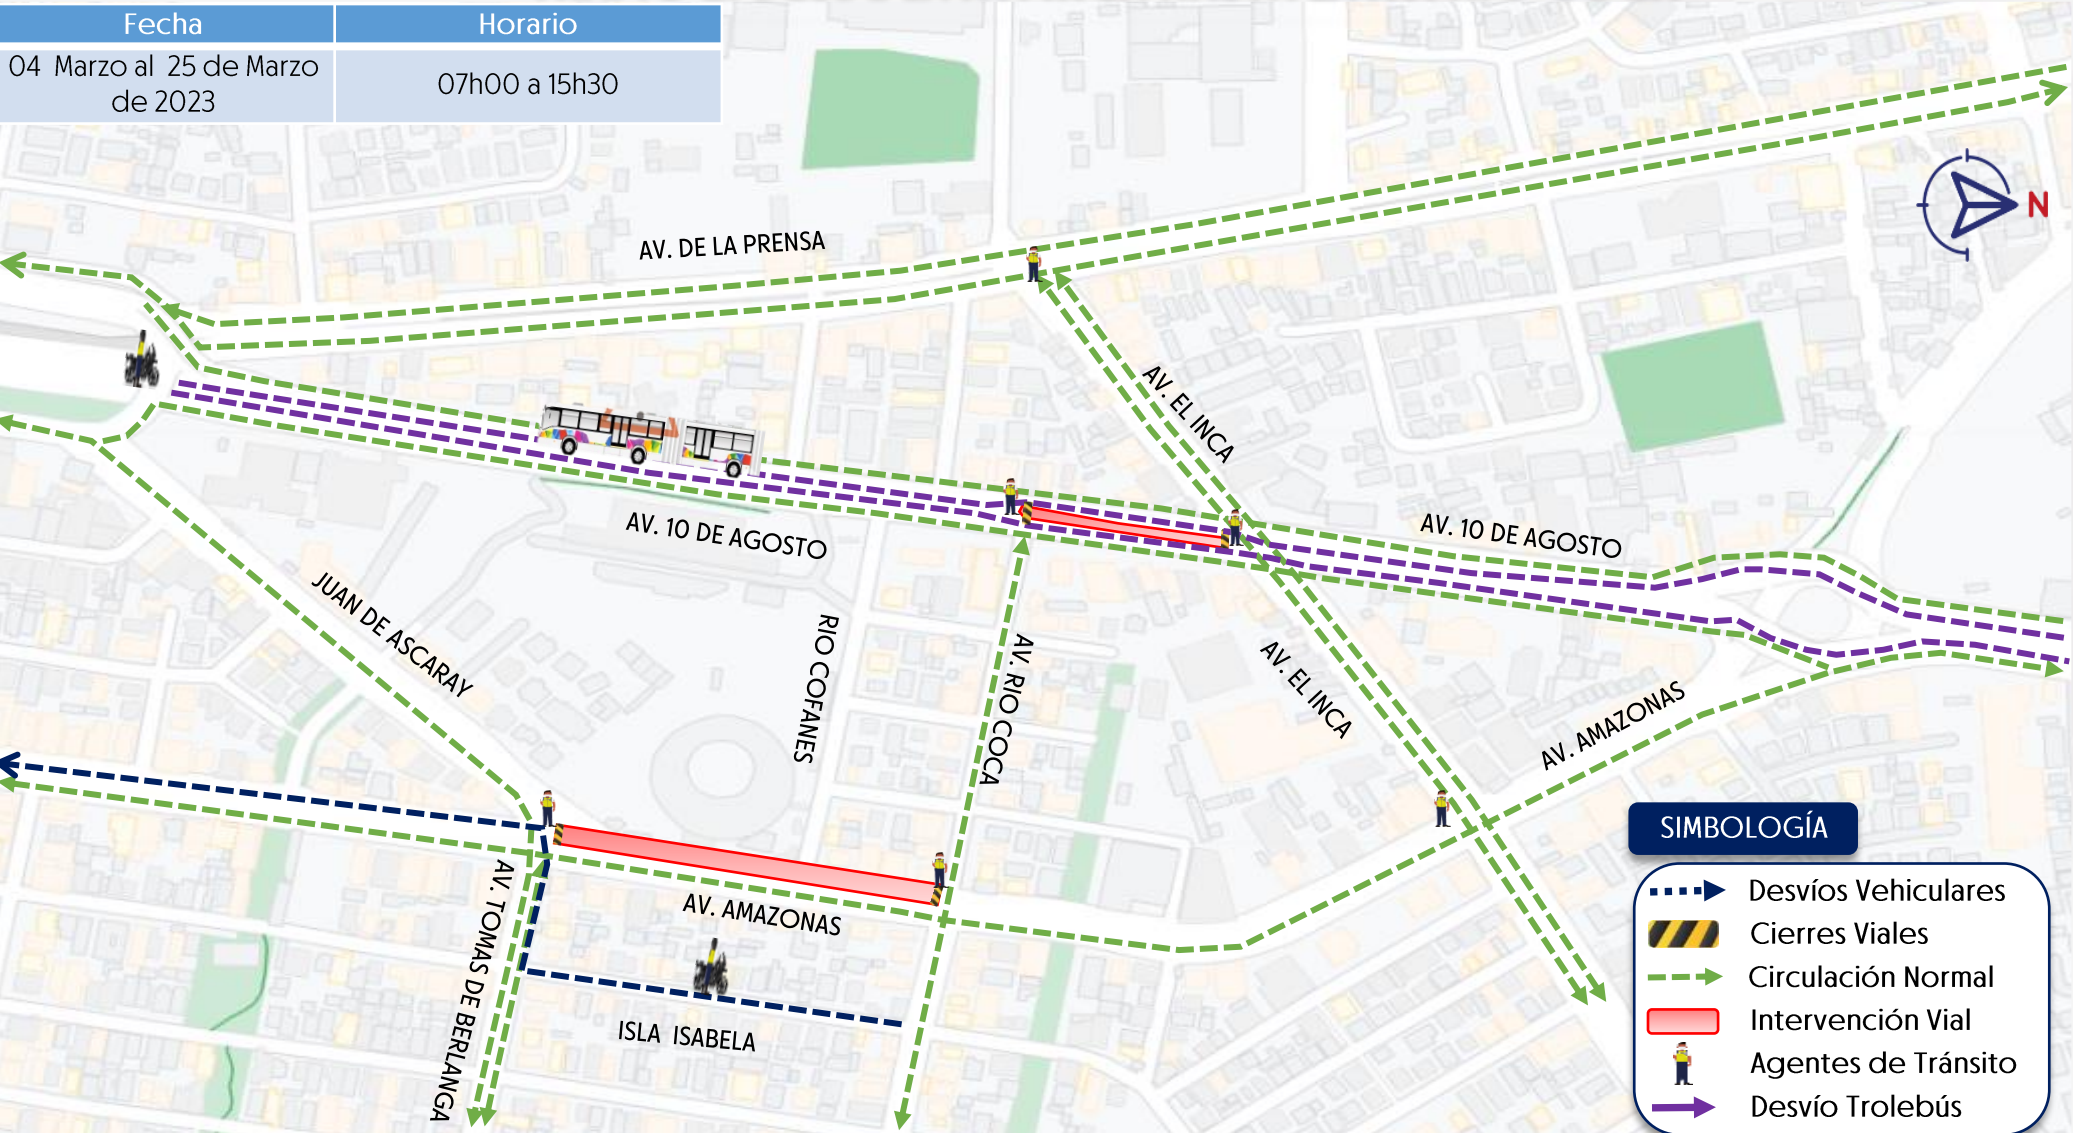 Fecha
Horario
04 Marzo al 25 de Marzo
de 2023
07h00 a 15h30
N
AV. DE LA PRENSA
AV. EL INCA
AV. 10 DE AGOSTO
AV. 10 DE AGOSTO
JUAN DE ASCARAY
RIO COFANES
AV. RIO COCA
AV. EL INCA
AV. AMAZONAS
AV. TOMAS DE BERLANGA
AV. AMAZONAS
ISLA ISABELA
SIMBOLOGÍA
Desvíos Vehiculares
Cierres Viales
Circulación Normal
Intervención Vial
Agentes de Tránsito
Desvío Trolebús